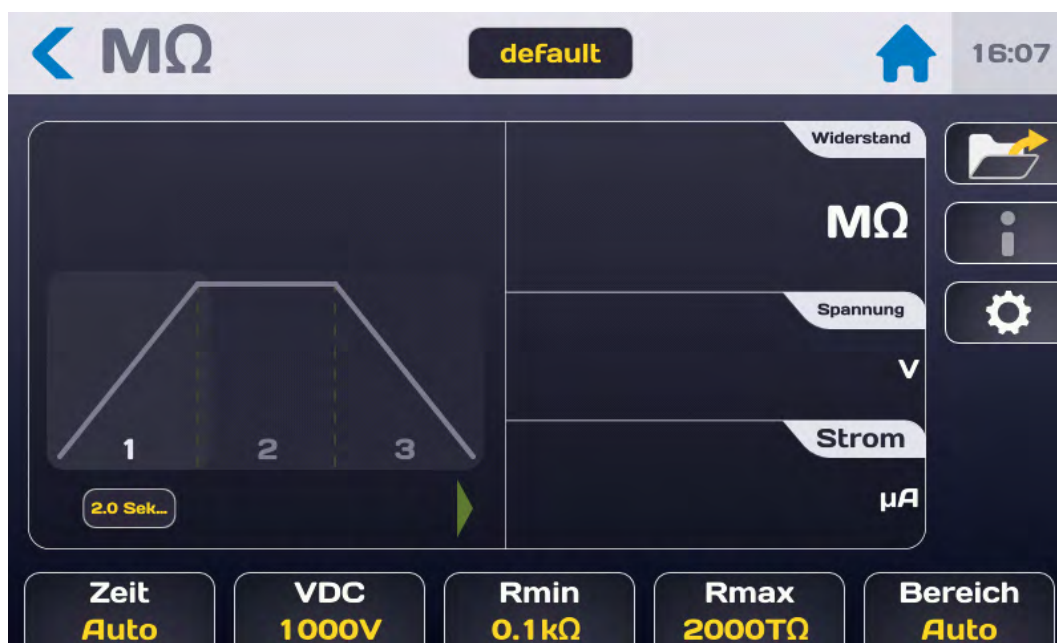 MΩ
default
16:07
Widerstand
MΩ
Spannung
V
Strom
µA
1
2
3
2.0 Sek...
Zeit
Auto
VDC
1000V
Rmin
0.1kΩ
Rmax
2000TΩ
Bereich
Auto